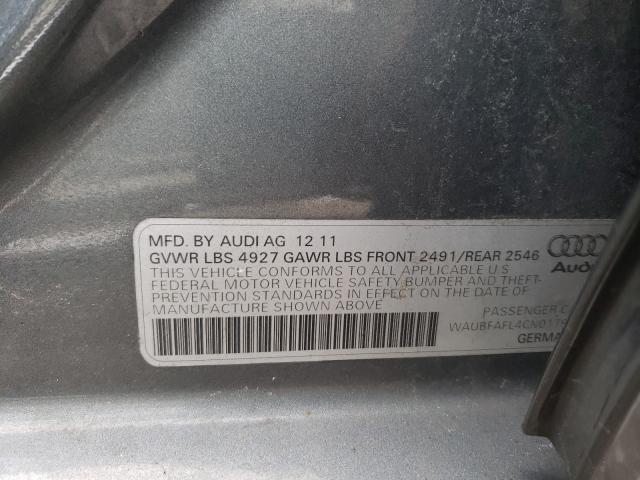 MFD. BY AUDI AG 12 11
GVWR LBS 4927 GAWR LBS FRONT 2491/REAR 2546
THIS VEHICLE CONFORMS TO ALL APPLICABLE U.S
FEDERAL MOTOR VEHICLE SAFETY BUMPER AND THEFT-
PREVENTION STANDARDS IN EFFECT ON THE DATE OF
MANUFACTURE SHOWN ABOVE
Audi
PASSENGER C
WAUBFAFL4CN011
GERMA